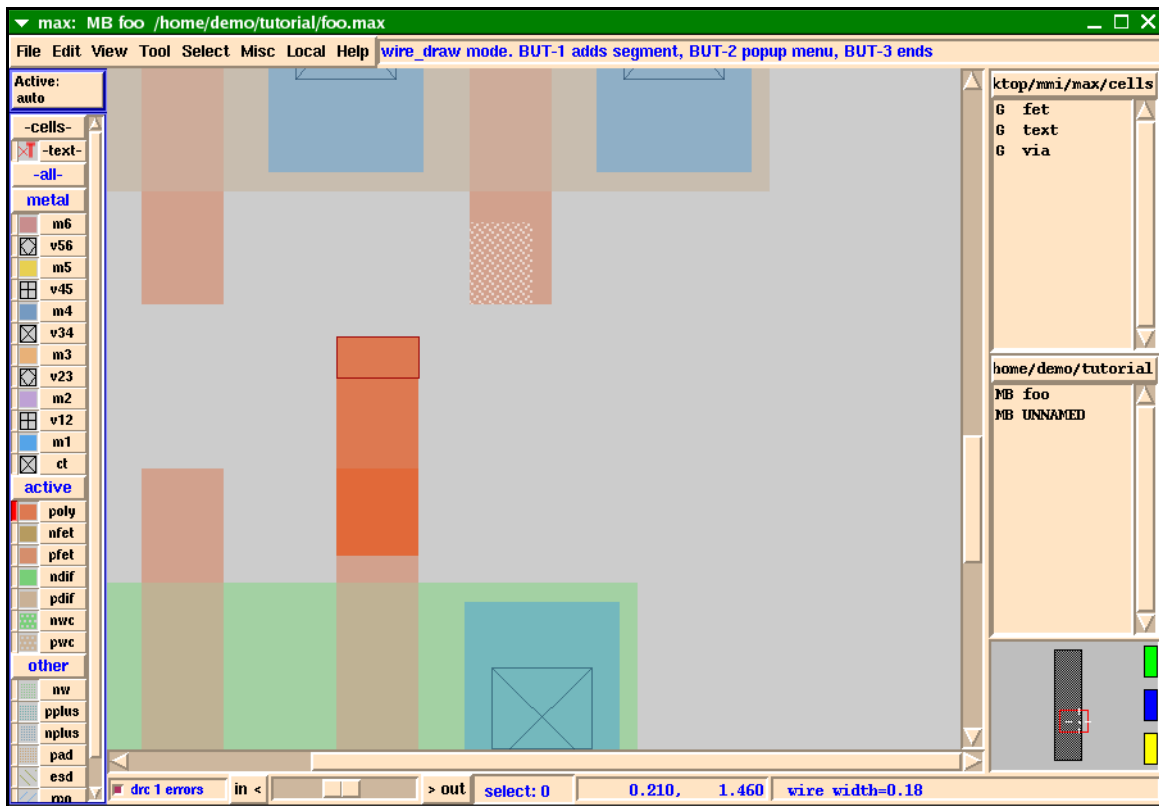 max: MB foo /home/demo/tutorial/foo.max
File Edit View Tool Select Misc Local Help
wire_draw mode. BUT-1 adds segment, BUT-2 popup menu, BUT-3 ends
Active:
auto
-cells-
-text-
-all-
metal
m6
v56
m5
v45
m4
v34
m3
v23
m2
v12
m1
ct
active
poly
nfet
pfet
ndif
pdif
nwc
pwc
other
nw
pplus
nplus
pad
esd
ktop/mmi/max/cells
G fet
G text
G via
home/demo/tutorial
MB foo
MB UNNAMED
drc 1 errors
in <
> out
select: 0
0.210, 1.460
wire width=0.18